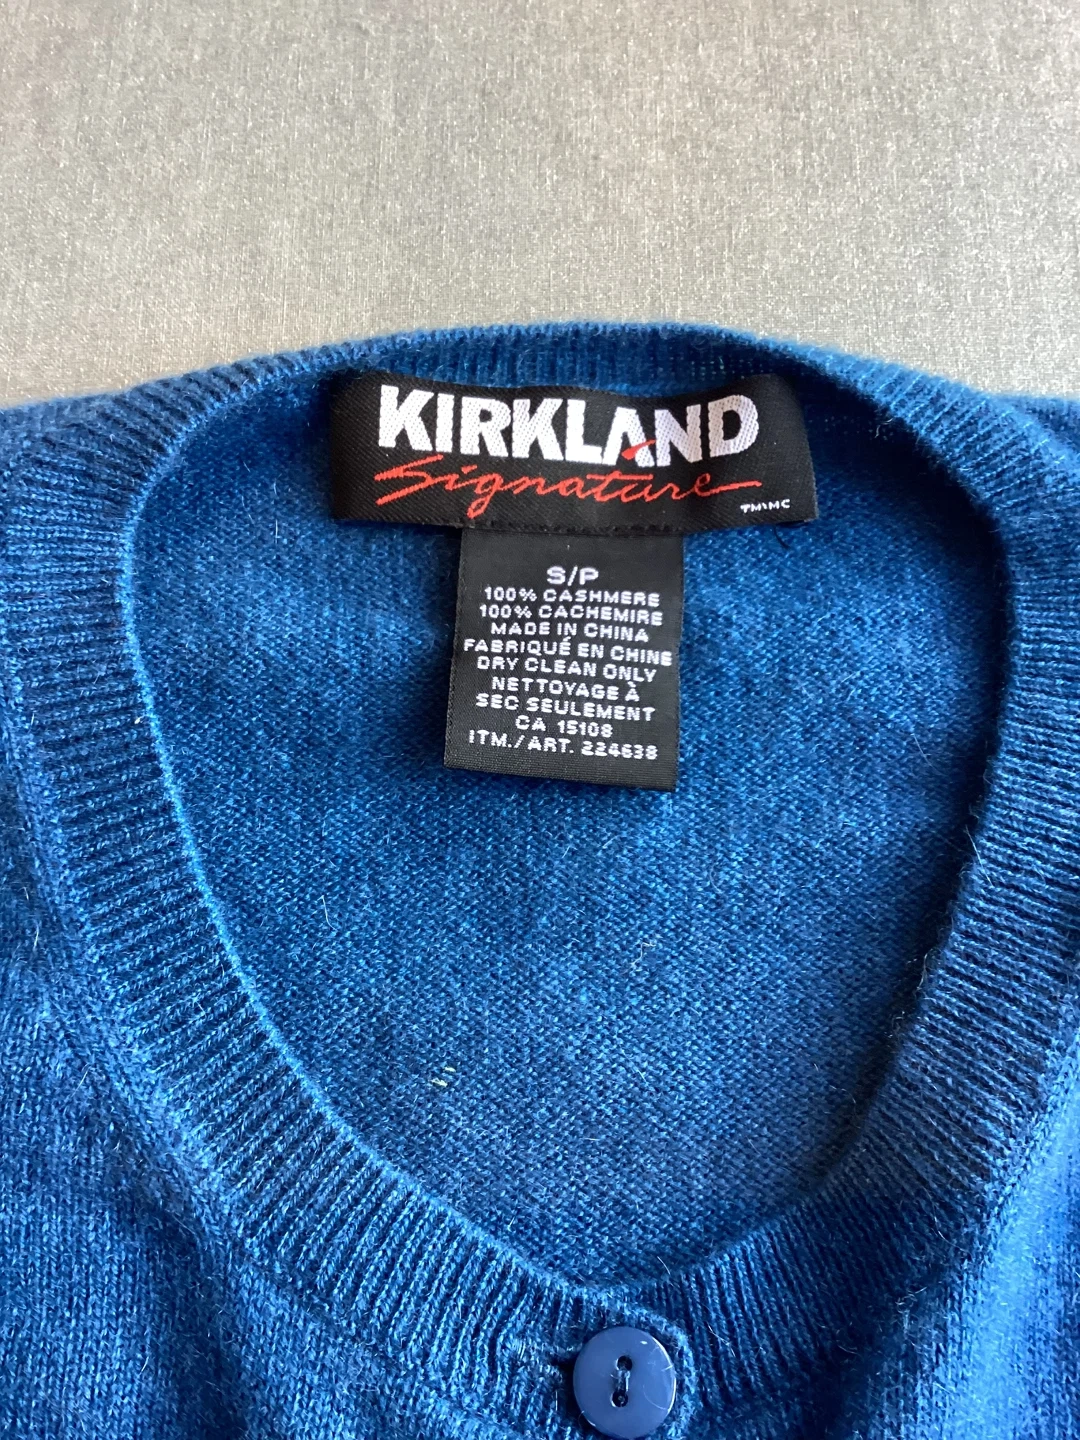 KIRKLAND
Signature
TM\MC
S/P
100% CASHMERE
100% CACHEMIRE
MADE IN CHINA
FABRIQUÉ EN CHINE
DRY CLEAN ONLY
NETTOYAGE À
SEC SEULEMENT
CA 15108
ITM./ART. 224638